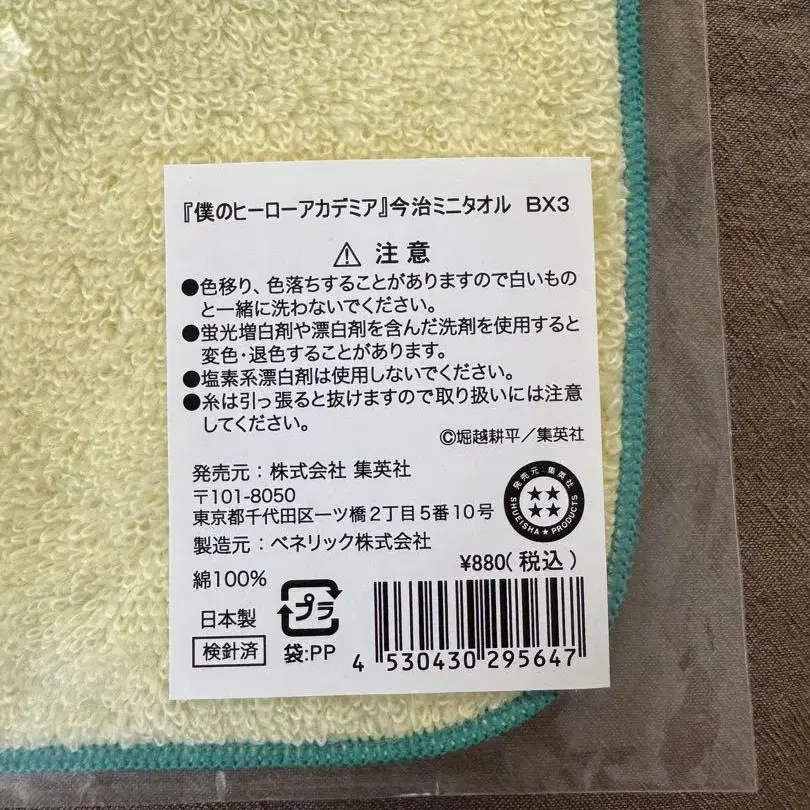 『僕のヒーローアカデミア』今治ミニタオル BX3
⚠ 注意
●色移り、色落ちすることがありますので白いもの
と一緒に洗わないでください。
●蛍光増白剤や漂白剤を含んだ洗剤を使用すると
変色・退色することがあります。
●塩素系漂白剤は使用しないでください。
●糸は引っ張ると抜けますので取り扱いには注意
してください。
©堀越耕平／集英社
発売元：株式会社 集英社
〒101-8050
東京都千代田区一ツ橋2丁目5番10号
発売元：集英社
SHUEISHA★PRODUCTS
製造元：ベネリック株式会社
¥880(税込)
綿100%
日本製
プラ
検針済
袋:PP
4 530430 295647